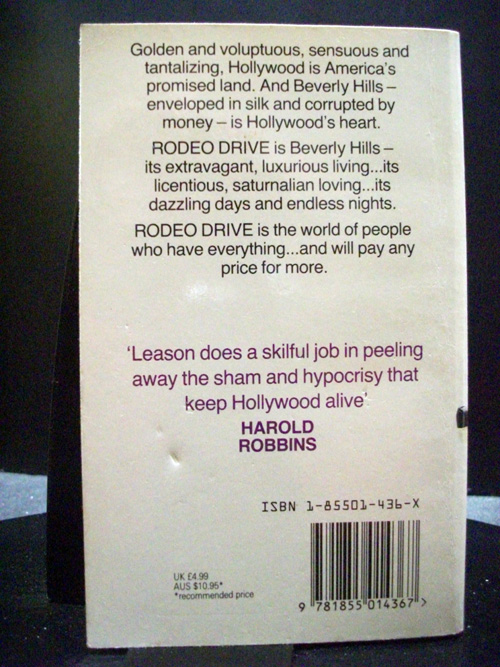 Golden and voluptuous, sensuous and
tantalizing, Hollywood is America's
promised land. And Beverly Hills –
enveloped in silk and corrupted by
money – is Hollywood's heart.
RODEO DRIVE is Beverly Hills –
its extravagant, luxurious living...its
licentious, saturnalian loving...its
dazzling days and endless nights.
RODEO DRIVE is the world of people
who have everything...and will pay any
price for more.
'Leason does a skilful job in peeling
away the sham and hypocrisy that
keep Hollywood alive'
HAROLD
ROBBINS
ISBN 1-85501-436-X
UK £4.99
AUS $10.95*
*recommended price
9 781855 014367 >